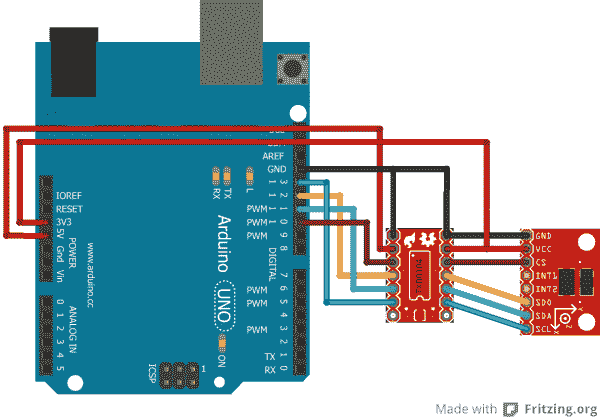 AREF
GND
IOREF
RESET
3V3
5V
Gnd
Vin
POWER
www.arduino.cc
ANALOG IN
0
1
2
3
4
5
RX
TX
L
Arduino
UNO
ON
ICSP
1
13
12
PWM 11
PWM 10
PWM 9
8
DIGITAL
7
PWM 6
PWM 5
4
PWM 3
2
TX 1
RX 0
GND
VCC
CS
INT1
INT2
SDO
SDA
SCL
X
Z
Made with Fritzing.org